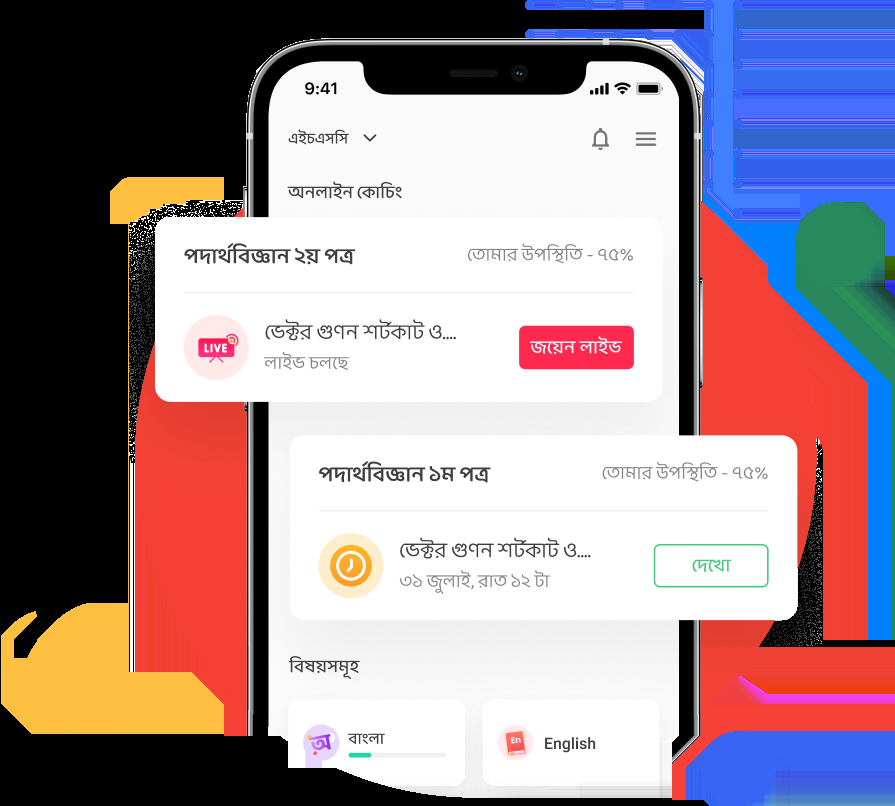 9:41
এইচএসসি
অনলাইন কোচিং
পদার্থবিজ্ঞান ২য় পত্র
তোমার উপস্থিতি - ৭৫%
LIVE
ভেক্টর গুণন শর্টকাট ও....
লাইভ চলছে
জয়েন লাইভ
পদার্থবিজ্ঞান ১ম পত্র
তোমার উপস্থিতি - ৭৫%
ভেক্টর গুণন শর্টকাট ও....
৩১ জুলাই, রাত ১২ টা
দেখো
বিষয়সমূহ
অ
বাংলা
En
English